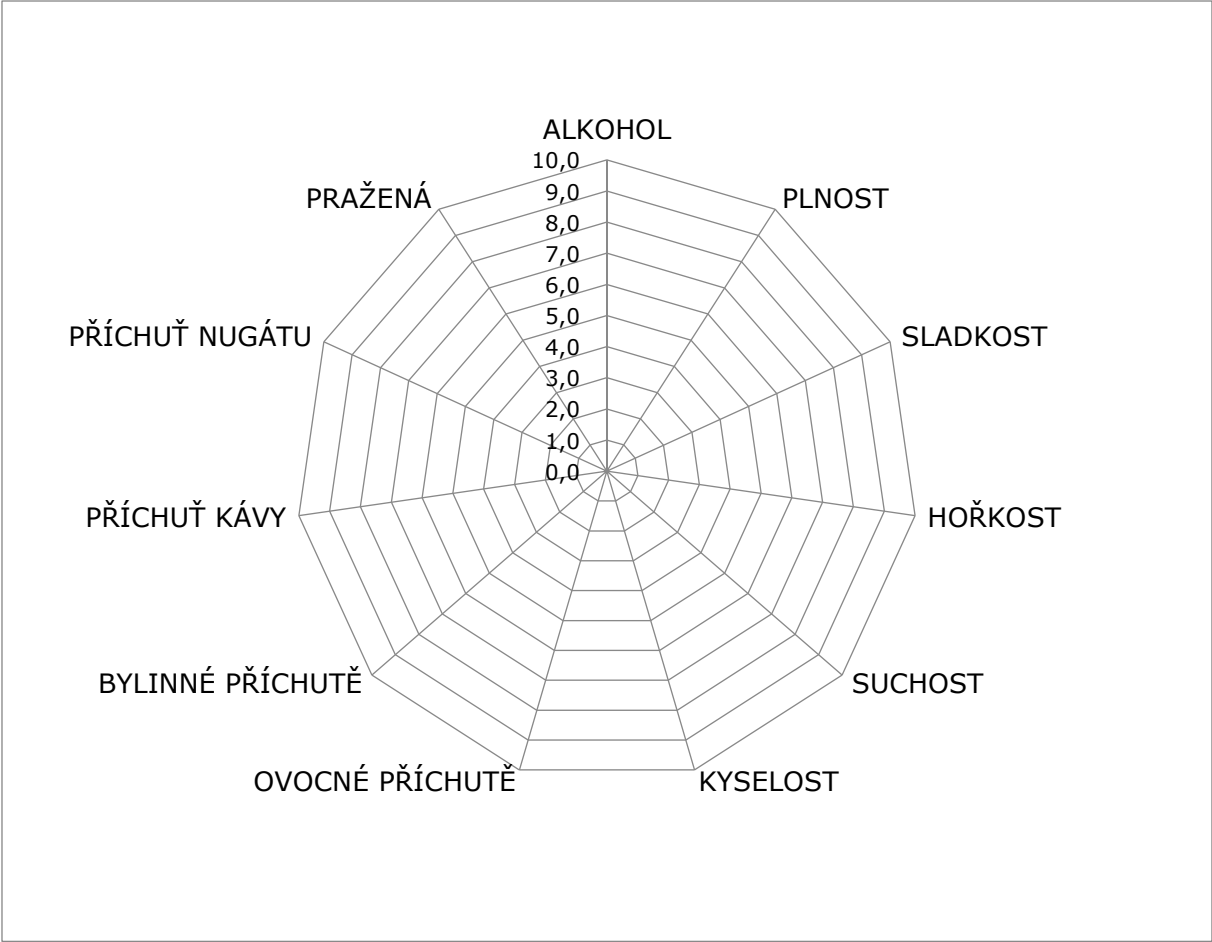 ALKOHOL
10,0
9,0
8,0
7,0
6,0
5,0
4,0
3,0
2,0
1,0
0,0
PLNOST
SLADKOST
HOŘKOST
SUCHOST
KYSELOST
OVOCNÉ PŘÍCHUTĚ
BYLINNÉ PŘÍCHUTĚ
PŘÍCHUŤ KÁVY
PŘÍCHUŤ NUGÁTU
PRAŽENÁ